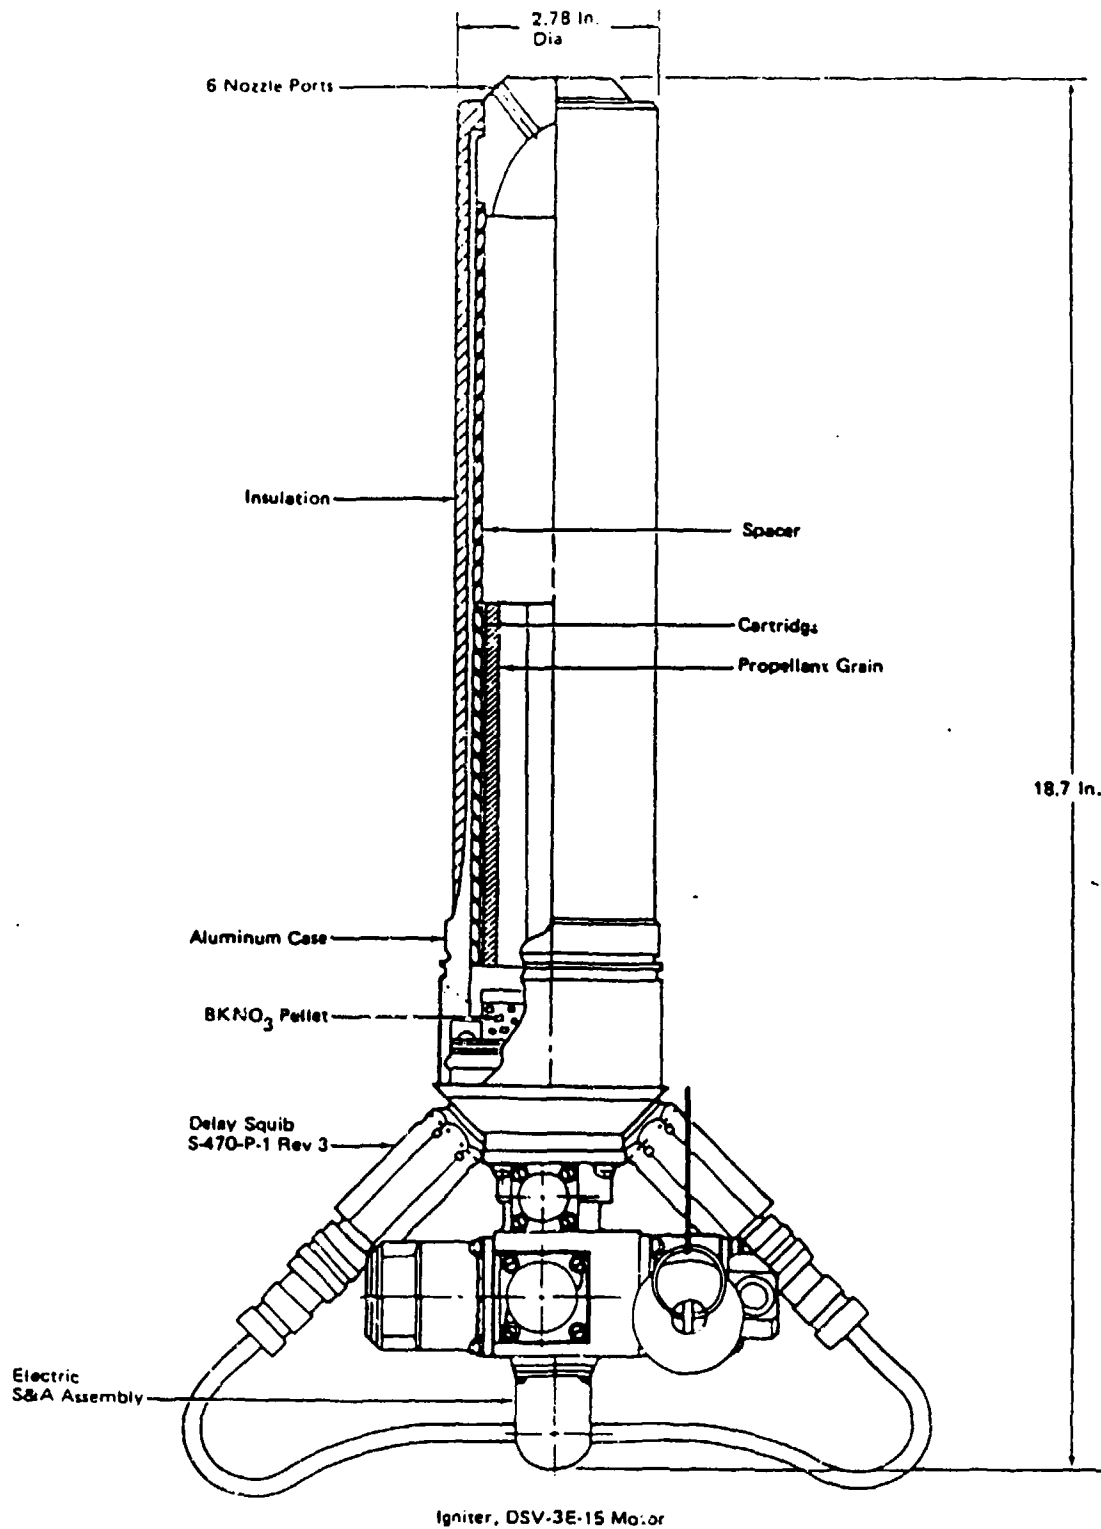 2.78 In.
Dia
6 Nozzle Ports
Insulation
Spacer
Cartridge
Propellant Grain
18.7 In.
Aluminum Case
BKNO3 Pellet
Delay Squib
S-470-P-1 Rev 3
Electric
S&A Assembly
Igniter, DSV-3E-15 Motor